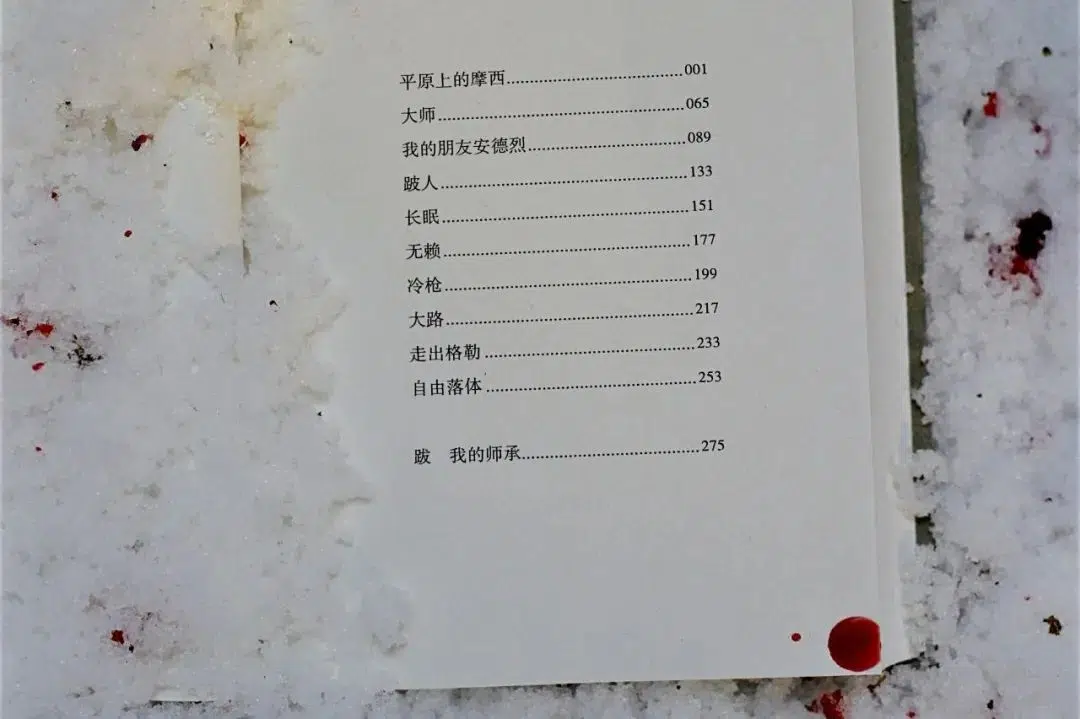 平原上的摩西........................001
大师........................065
我的朋友安德烈........................089
跛人........................133
长眠........................151
无赖........................177
冷枪........................199
大路........................217
走出格勒........................233
自由落体........................253
跋 我的师承........................275